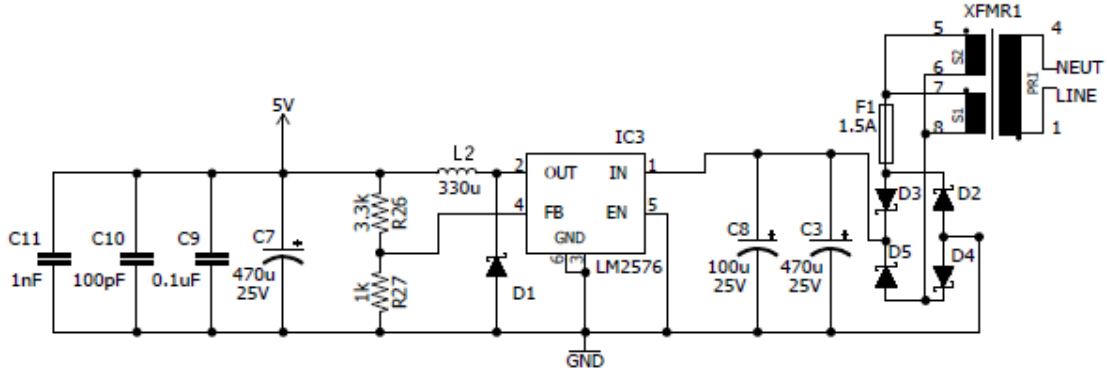 XFMR1
5
4
S2
6
NEUT
7
PRI
LINE
S1
8
1
F1
1.5A
5V
L2
330u
IC3
2
OUT
IN
1
4
FB
EN
5
GND
6
3
LM2576
3.3k
R26
1k
R27
D3
D2
D5
D4
C11
1nF
C10
100pF
C9
0.1uF
C7
+
470u
25V
D1
C8
+
100u
25V
C3
+
470u
25V
GND